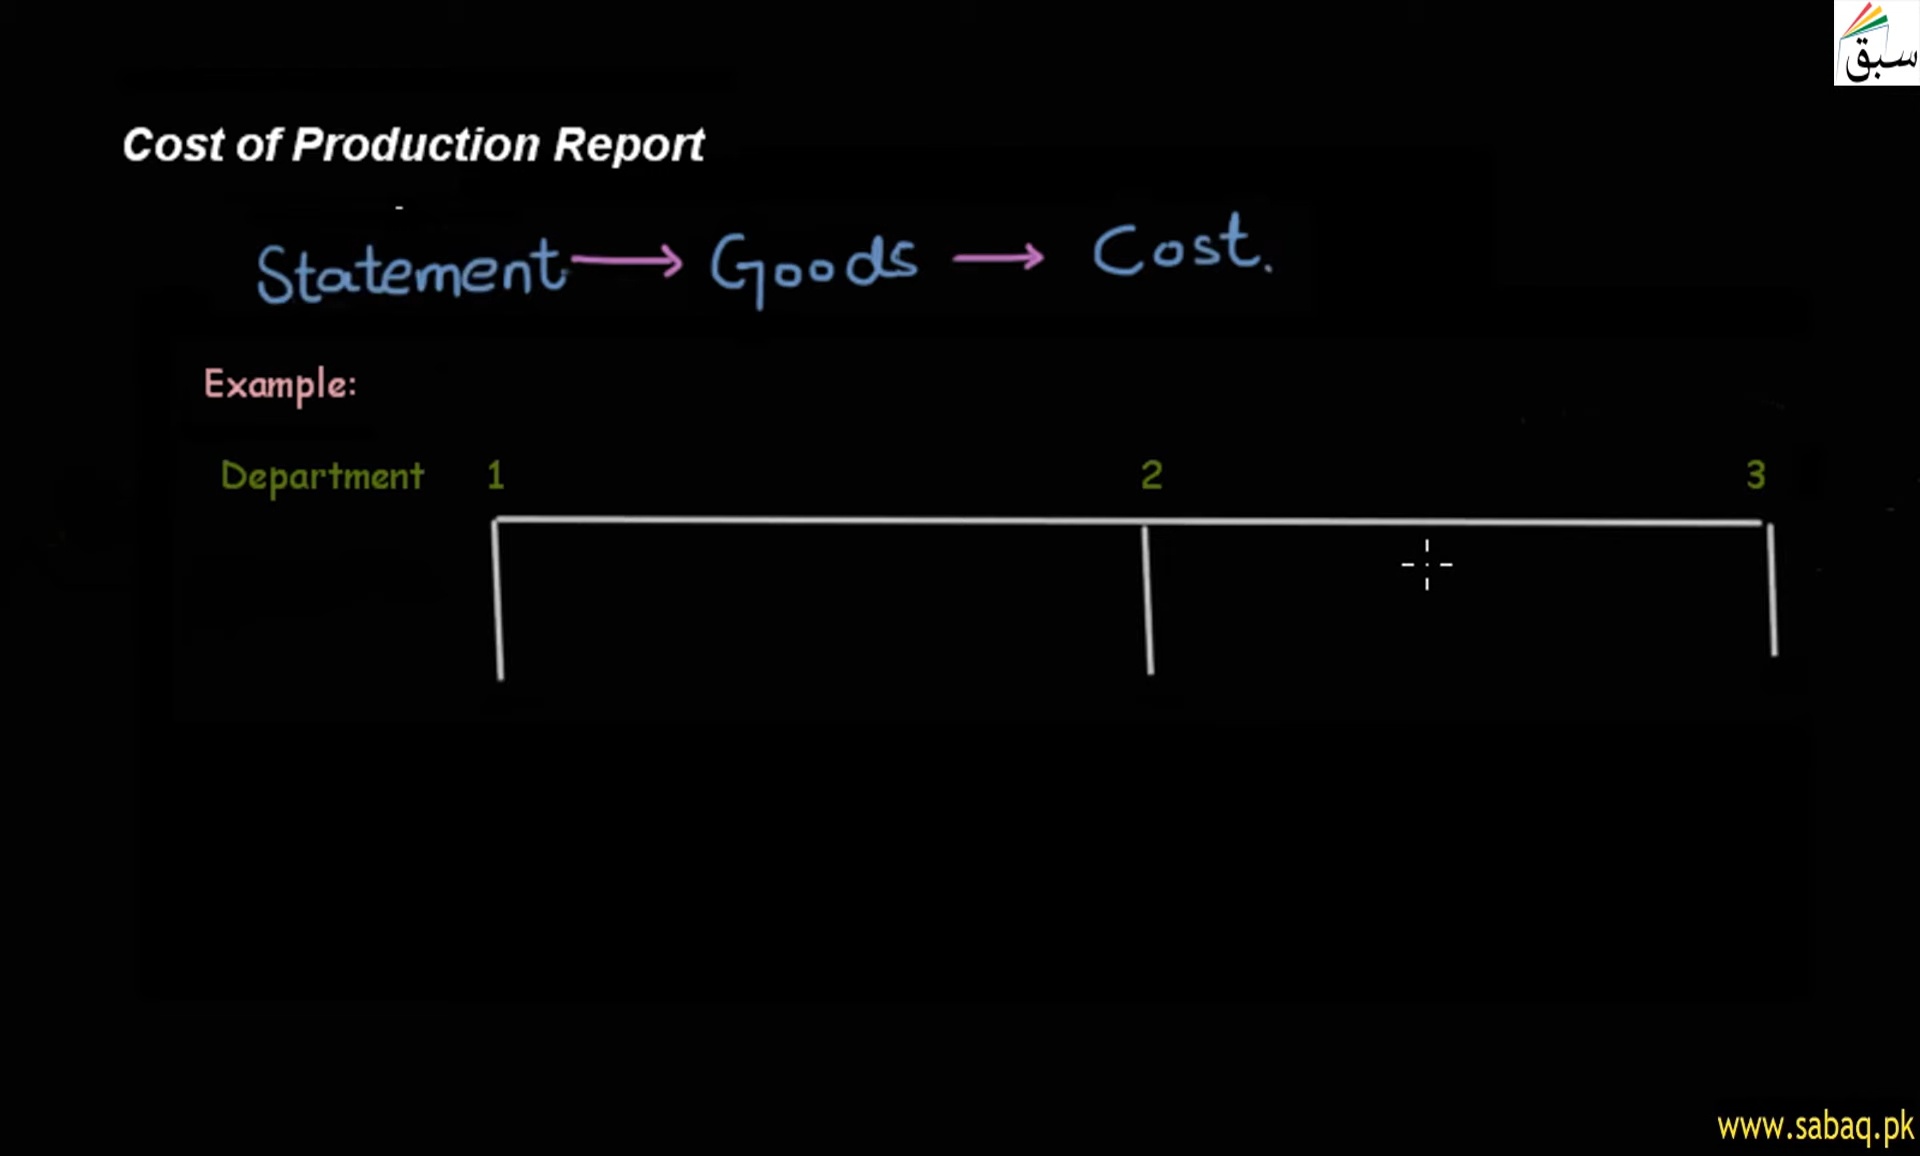 سبق
Cost of Production Report
Statement → Goods → Cost.
Example:
Department 1 2 3
www.sabaq.pk